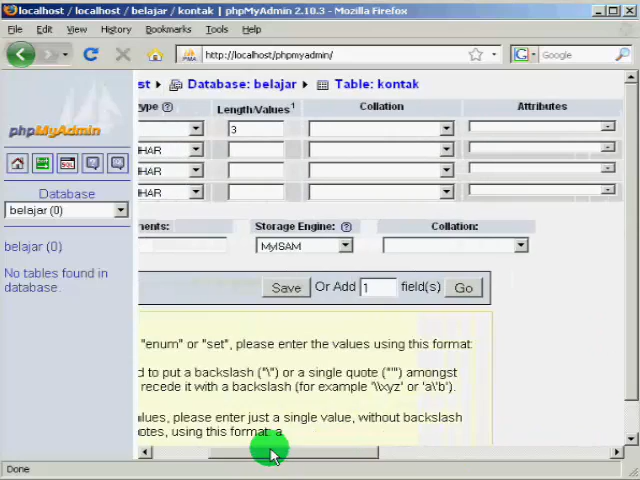 localhost / localhost / belajar / kontak | phpMyAdmin 2.10.3 - Mozilla Firefox
File Edit View History Bookmarks Tools Help
PMA http://localhost/phpmyadmin/ G Google
phpMyAdmin
SQL
Database
belajar (0)
belajar (0)
No tables found in
database.
st Database: belajar Table: kontak
ype Length/Values1 Collation Attributes
3
HAR
HAR
HAR
ments: Storage Engine: Collation:
MyISAM
Save Or Add 1 field(s) Go
"enum" or "set", please enter the values using this format:
d to put a backslash ("\") or a single quote ("'") amongst
recede it with a backslash (for example '\\xyz' or 'a\'b').
alues, please enter just a single value, without backslash
otes, using this format: a
Done